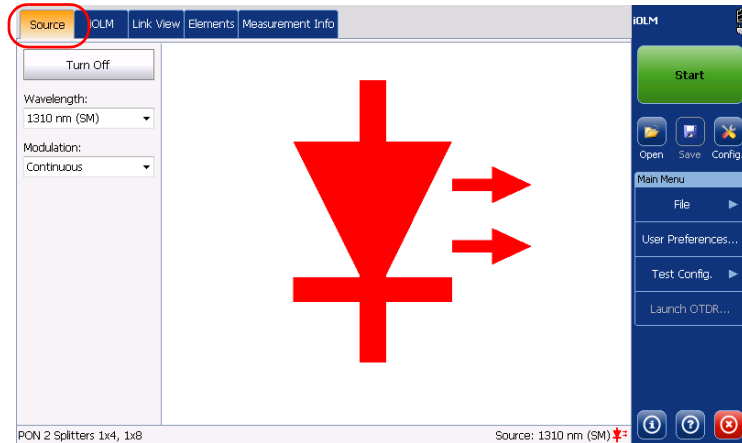 Source
iOLM
Link View
Elements
Measurement Info
iOLM
Turn Off
Wavelength:
1310 nm (SM)
Modulation:
Continuous
Start
Open
Save
Config.
Main Menu
File
User Preferences...
Test Config.
Launch OTDR...
PON 2 Splitters 1x4, 1x8
Source: 1310 nm (SM)